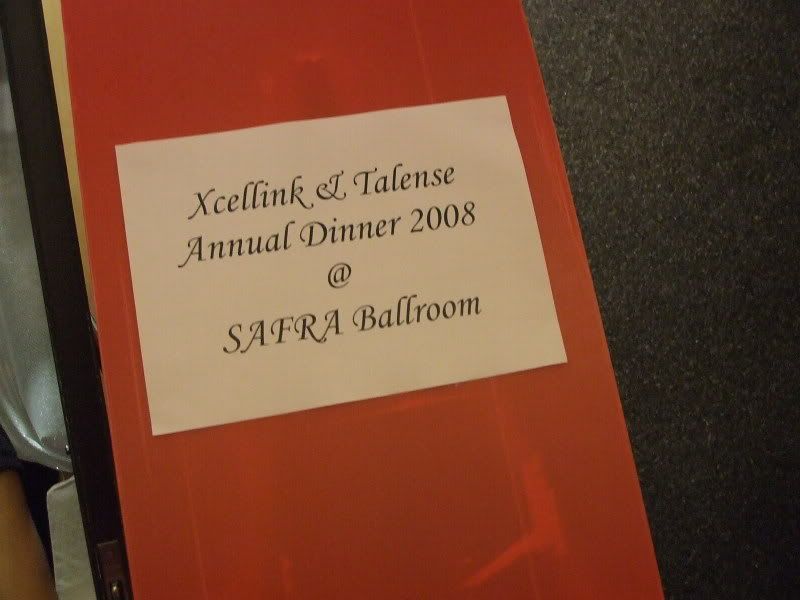 Xcellink & Talense
Annual Dinner 2008
@
SAFRA Ballroom